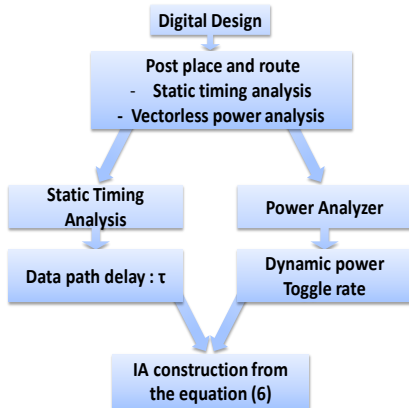 Digital Design
Post place and route
- Static timing analysis
- Vectorless power analysis
Static Timing
Analysis
Power Analyzer
Data path delay : τ
Dynamic power
Toggle rate
IA construction from
the equation (6)